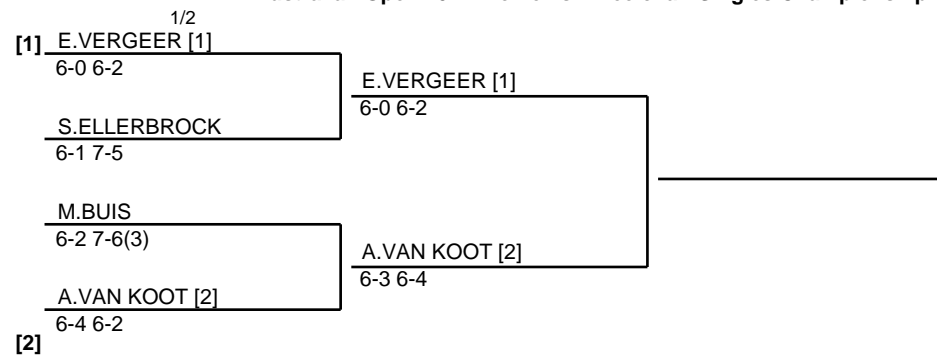 1/2
[1] E.VERGEER [1]
6-0 6-2
E.VERGEER [1]
6-0 6-2
S.ELLERBROCK
6-1 7-5
M.BUIS
6-2 7-6(3)
A.VAN KOOT [2]
6-3 6-4
A.VAN KOOT [2]
6-4 6-2
[2]